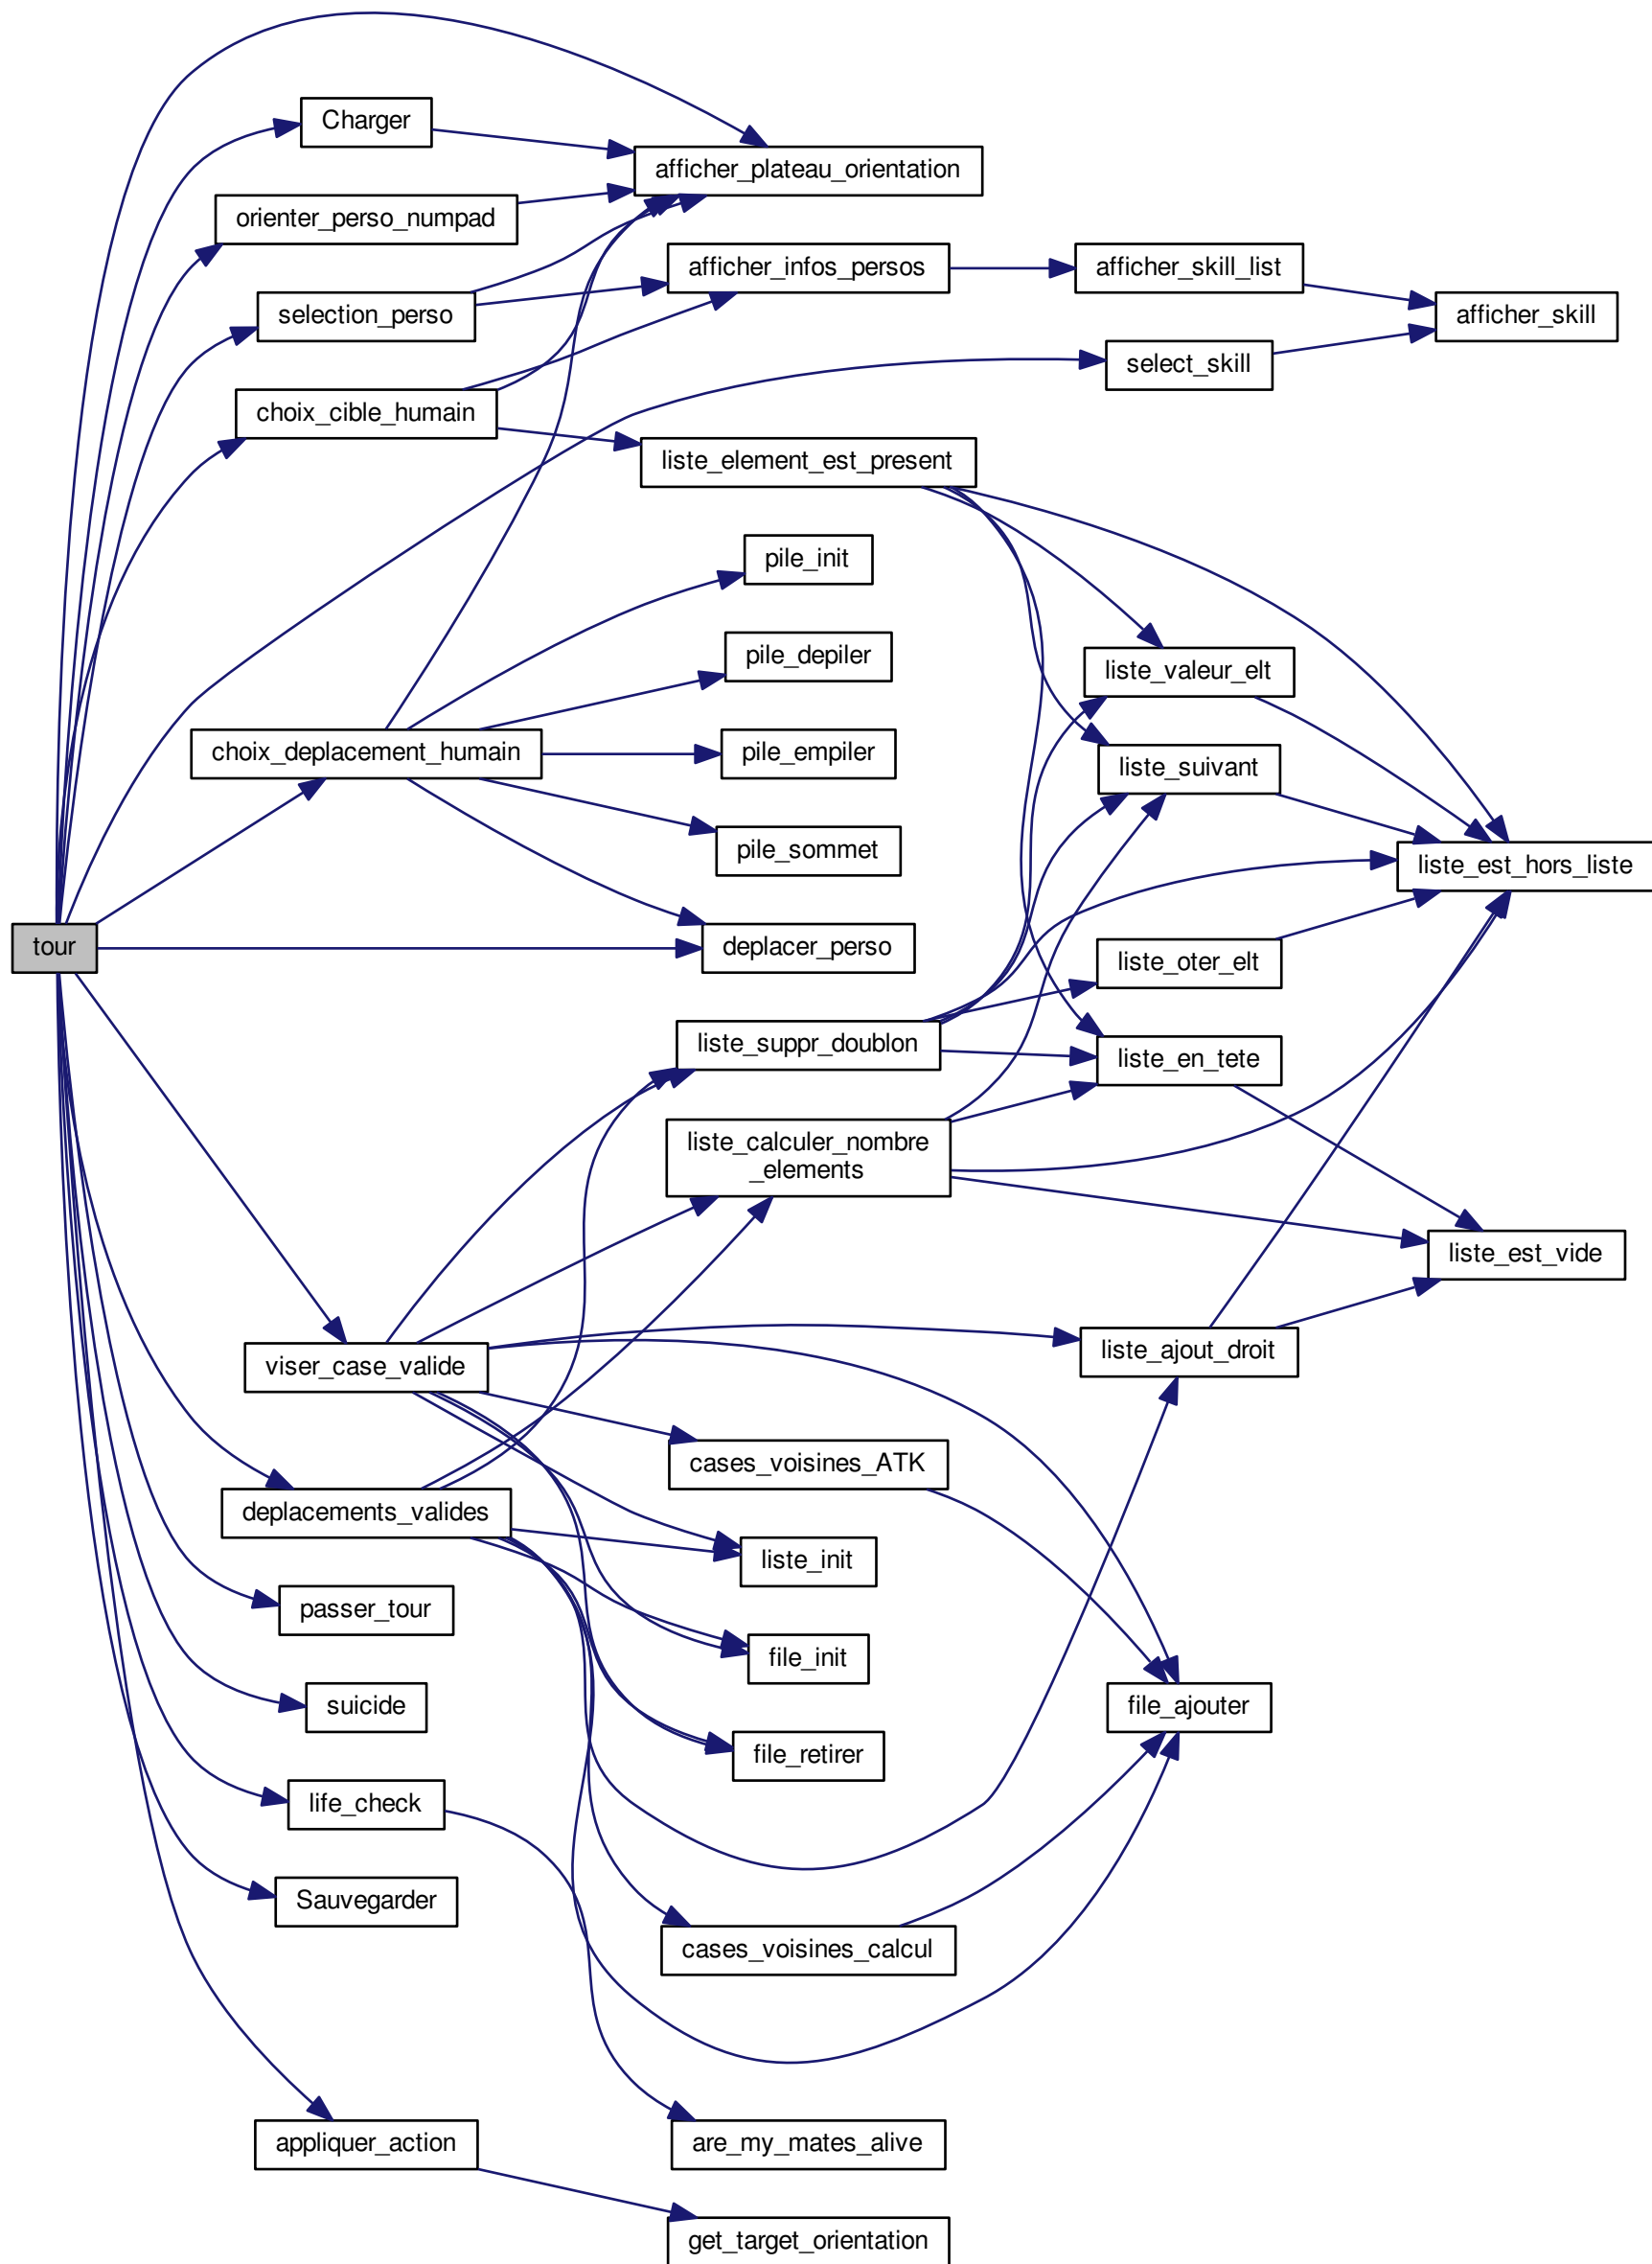 Charger
afficher_plateau_orientation
orienter_perso_numpad
afficher_infos_persos
afficher_skill_list
selection_perso
afficher_skill
select_skill
choix_cible_humain
liste_element_est_present
pile_init
pile_depiler
liste_valeur_elt
choix_deplacement_humain
pile_empiler
liste_suivant
pile_sommet
liste_est_hors_liste
tour
deplacer_perso
liste_oter_elt
liste_suppr_doublon
liste_en_tete
liste_calculer_nombre
_elements
liste_est_vide
viser_case_valide
liste_ajout_droit
cases_voisines_ATK
deplacements_valides
liste_init
passer_tour
file_init
suicide
file_ajouter
file_retirer
life_check
Sauvegarder
cases_voisines_calcul
appliquer_action
are_my_mates_alive
get_target_orientation